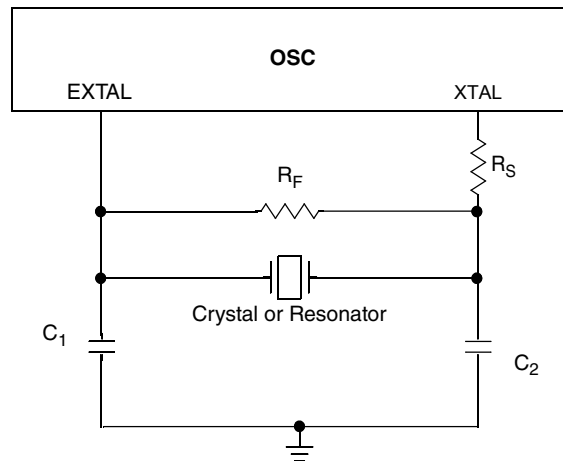 OSC
EXTAL XTAL
R_F
R_S
Crystal or Resonator
C_1
C_2